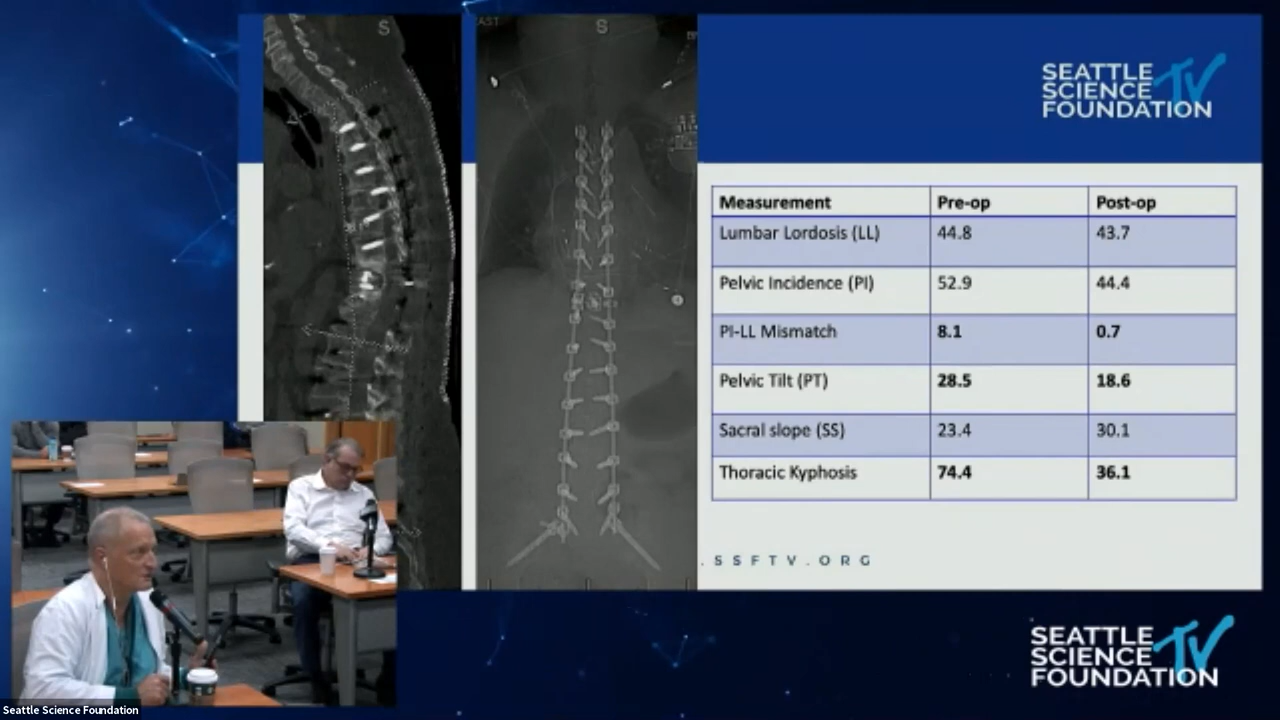 S
S
SEATTLE
SCIENCE TV
FOUNDATION
Measurement Pre-op Post-op
Lumbar Lordosis (LL) 44.8 43.7
Pelvic Incidence (PI) 52.9 44.4
PI-LL Mismatch 8.1 0.7
Pelvic Tilt (PT) 28.5 18.6
Sacral slope (SS) 23.4 30.1
Thoracic Kyphosis 74.4 36.1
.SSFTV.ORG
SEATTLE
SCIENCE TV
FOUNDATION
Seattle Science Foundation